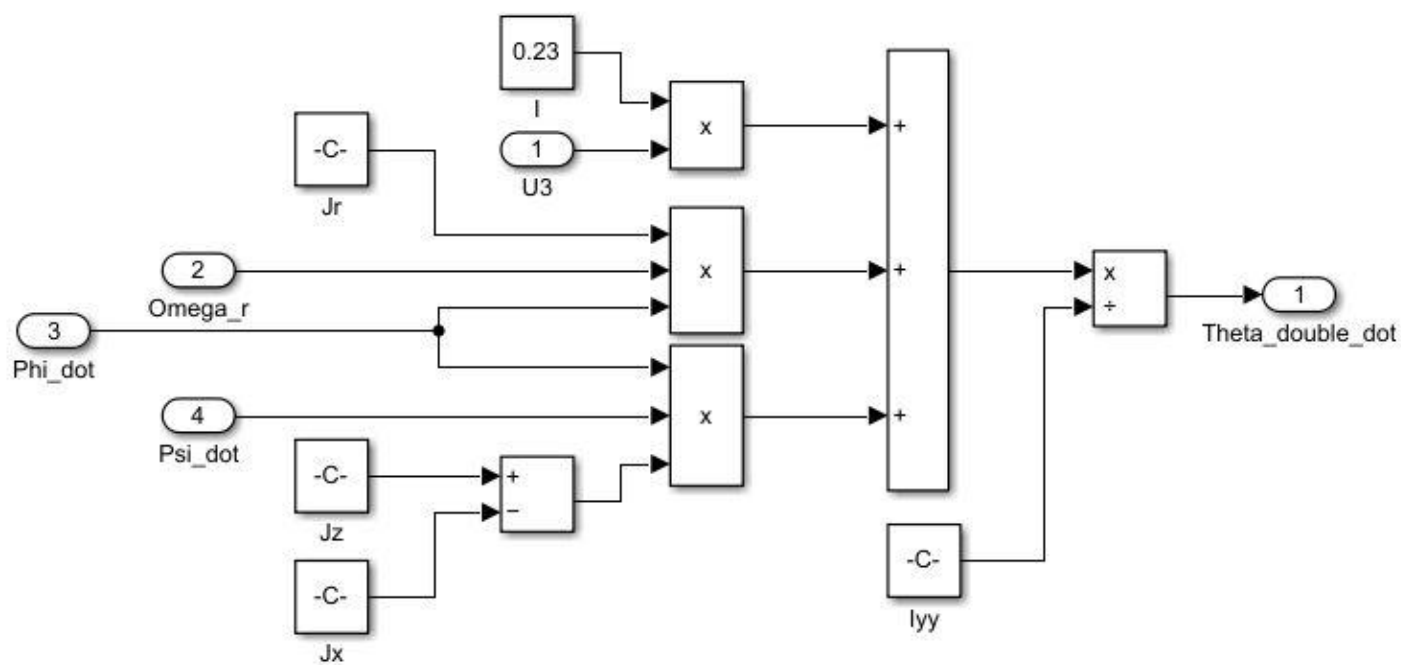 0.23
l
x
+
-C-
1
U3
Jr
x
+
2
Omega_r
x
÷
1
Theta_double_dot
3
Phi_dot
x
+
4
Psi_dot
-C-
+
−
Jz
-C-
Iyy
-C-
Jx